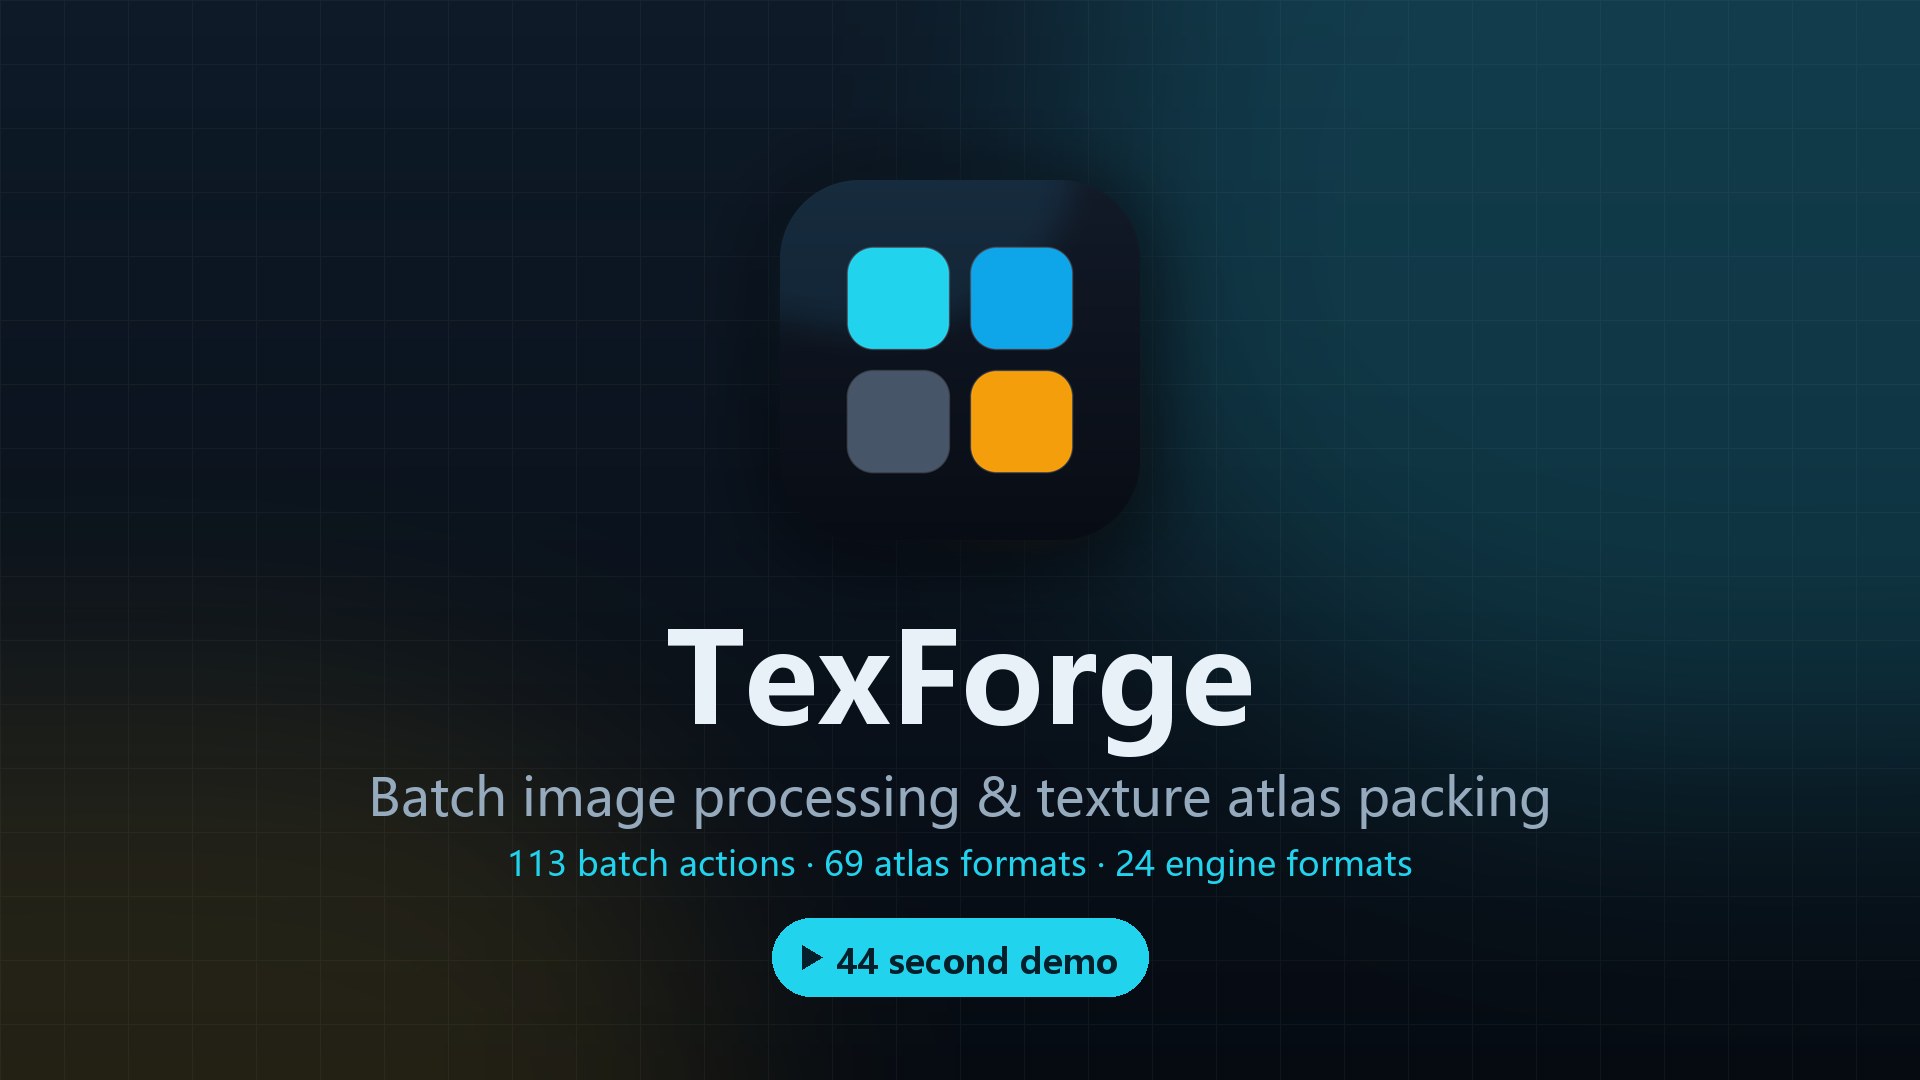 TexForge
Batch image processing & texture atlas packing
113 batch actions · 69 atlas formats · 24 engine formats
▶ 44 second demo